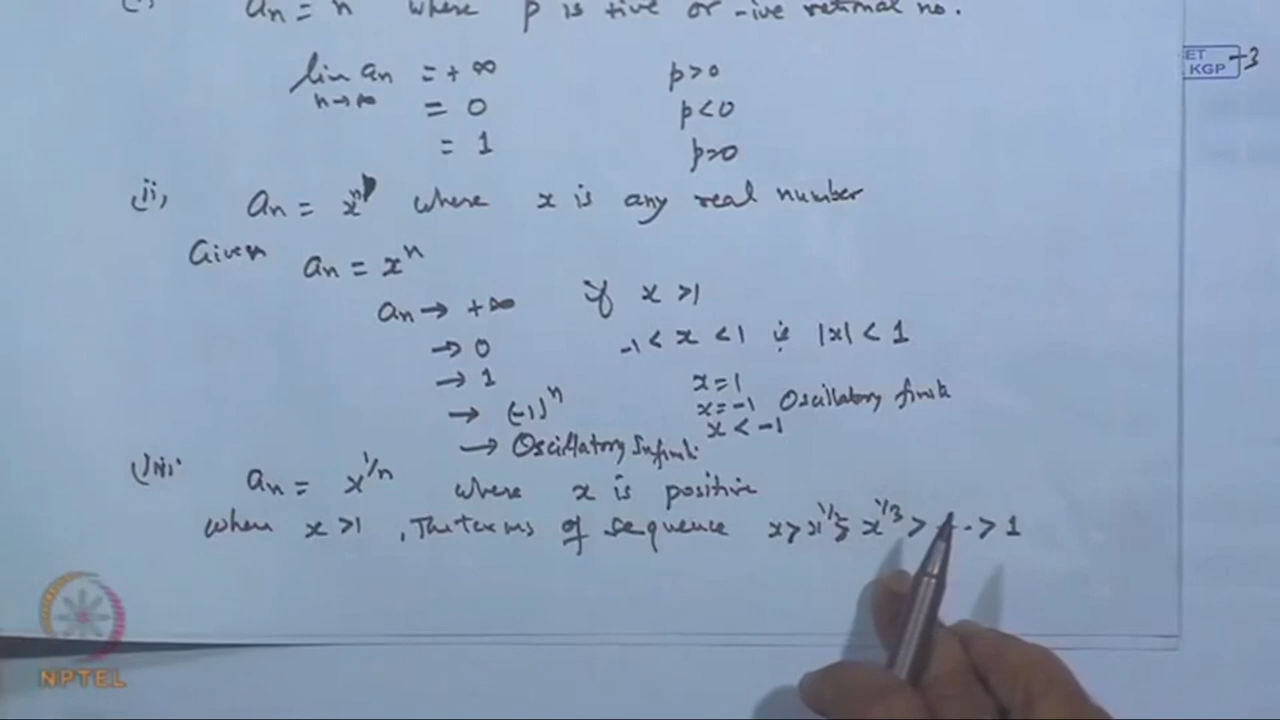 an = n where p is +ive or -ive rational no.
lim an = + ∞ p > 0
n→∞ = 0 p < 0
= 1 p = 0
(ii) an = x^n where x is any real number
Given an = x^n
an → +∞ if x > 1
→ 0 -1 < x < 1 is |x| < 1
→ 1 x = 1
→ (-1)^n x = -1 Oscillatory finite
→ Oscillatory Infinit. x < -1
(iii) an = x^1/n where x is positive
when x > 1, The terms of sequence x > x^1/2 > x^1/3 > - - > 1
ET
KGP
NPTEL